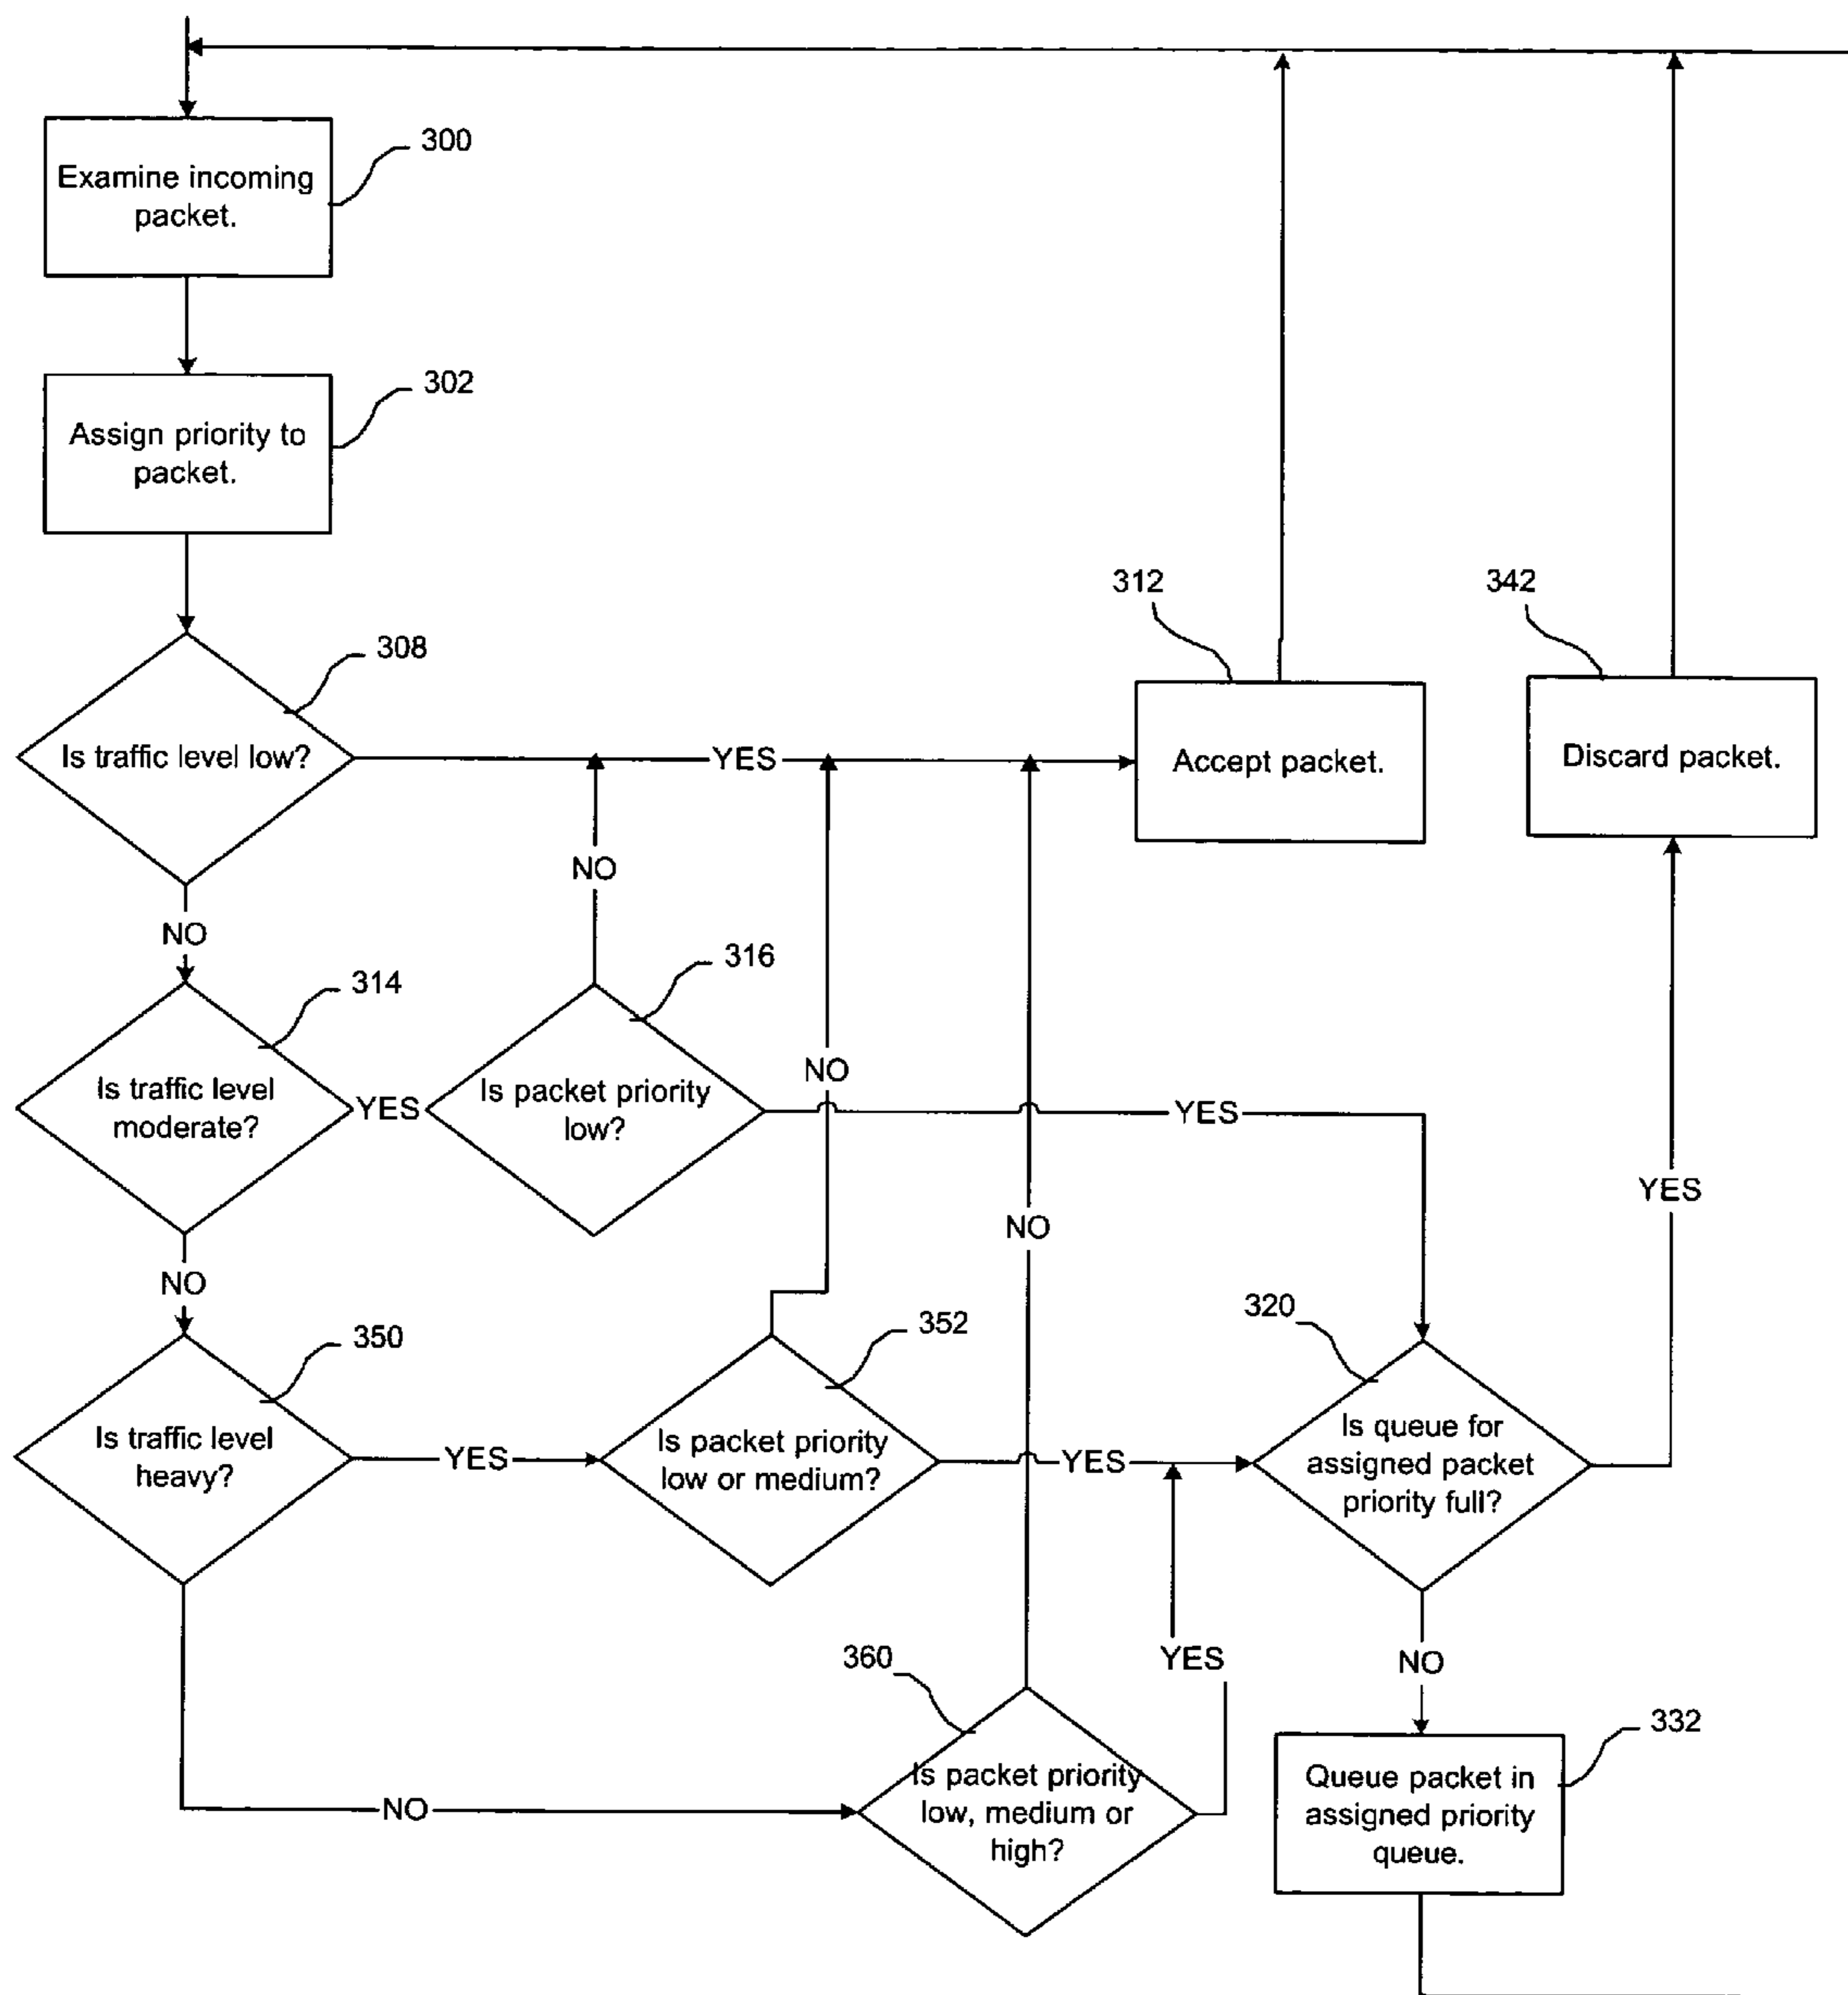 300
Examine incoming
packet.
302
Assign priority to
packet.
308
Is traffic level low?
YES
312
Accept packet.
342
Discard packet.
NO
NO
314
Is traffic level
moderate?
YES
316
Is packet priority
low?
NO
YES
YES
NO
NO
350
Is traffic level
heavy?
YES
352
Is packet priority
low or medium?
YES
320
Is queue for
assigned packet
priority full?
NO
YES
360
Is packet priority
low, medium or
high?
NO
332
Queue packet in
assigned priority
queue.